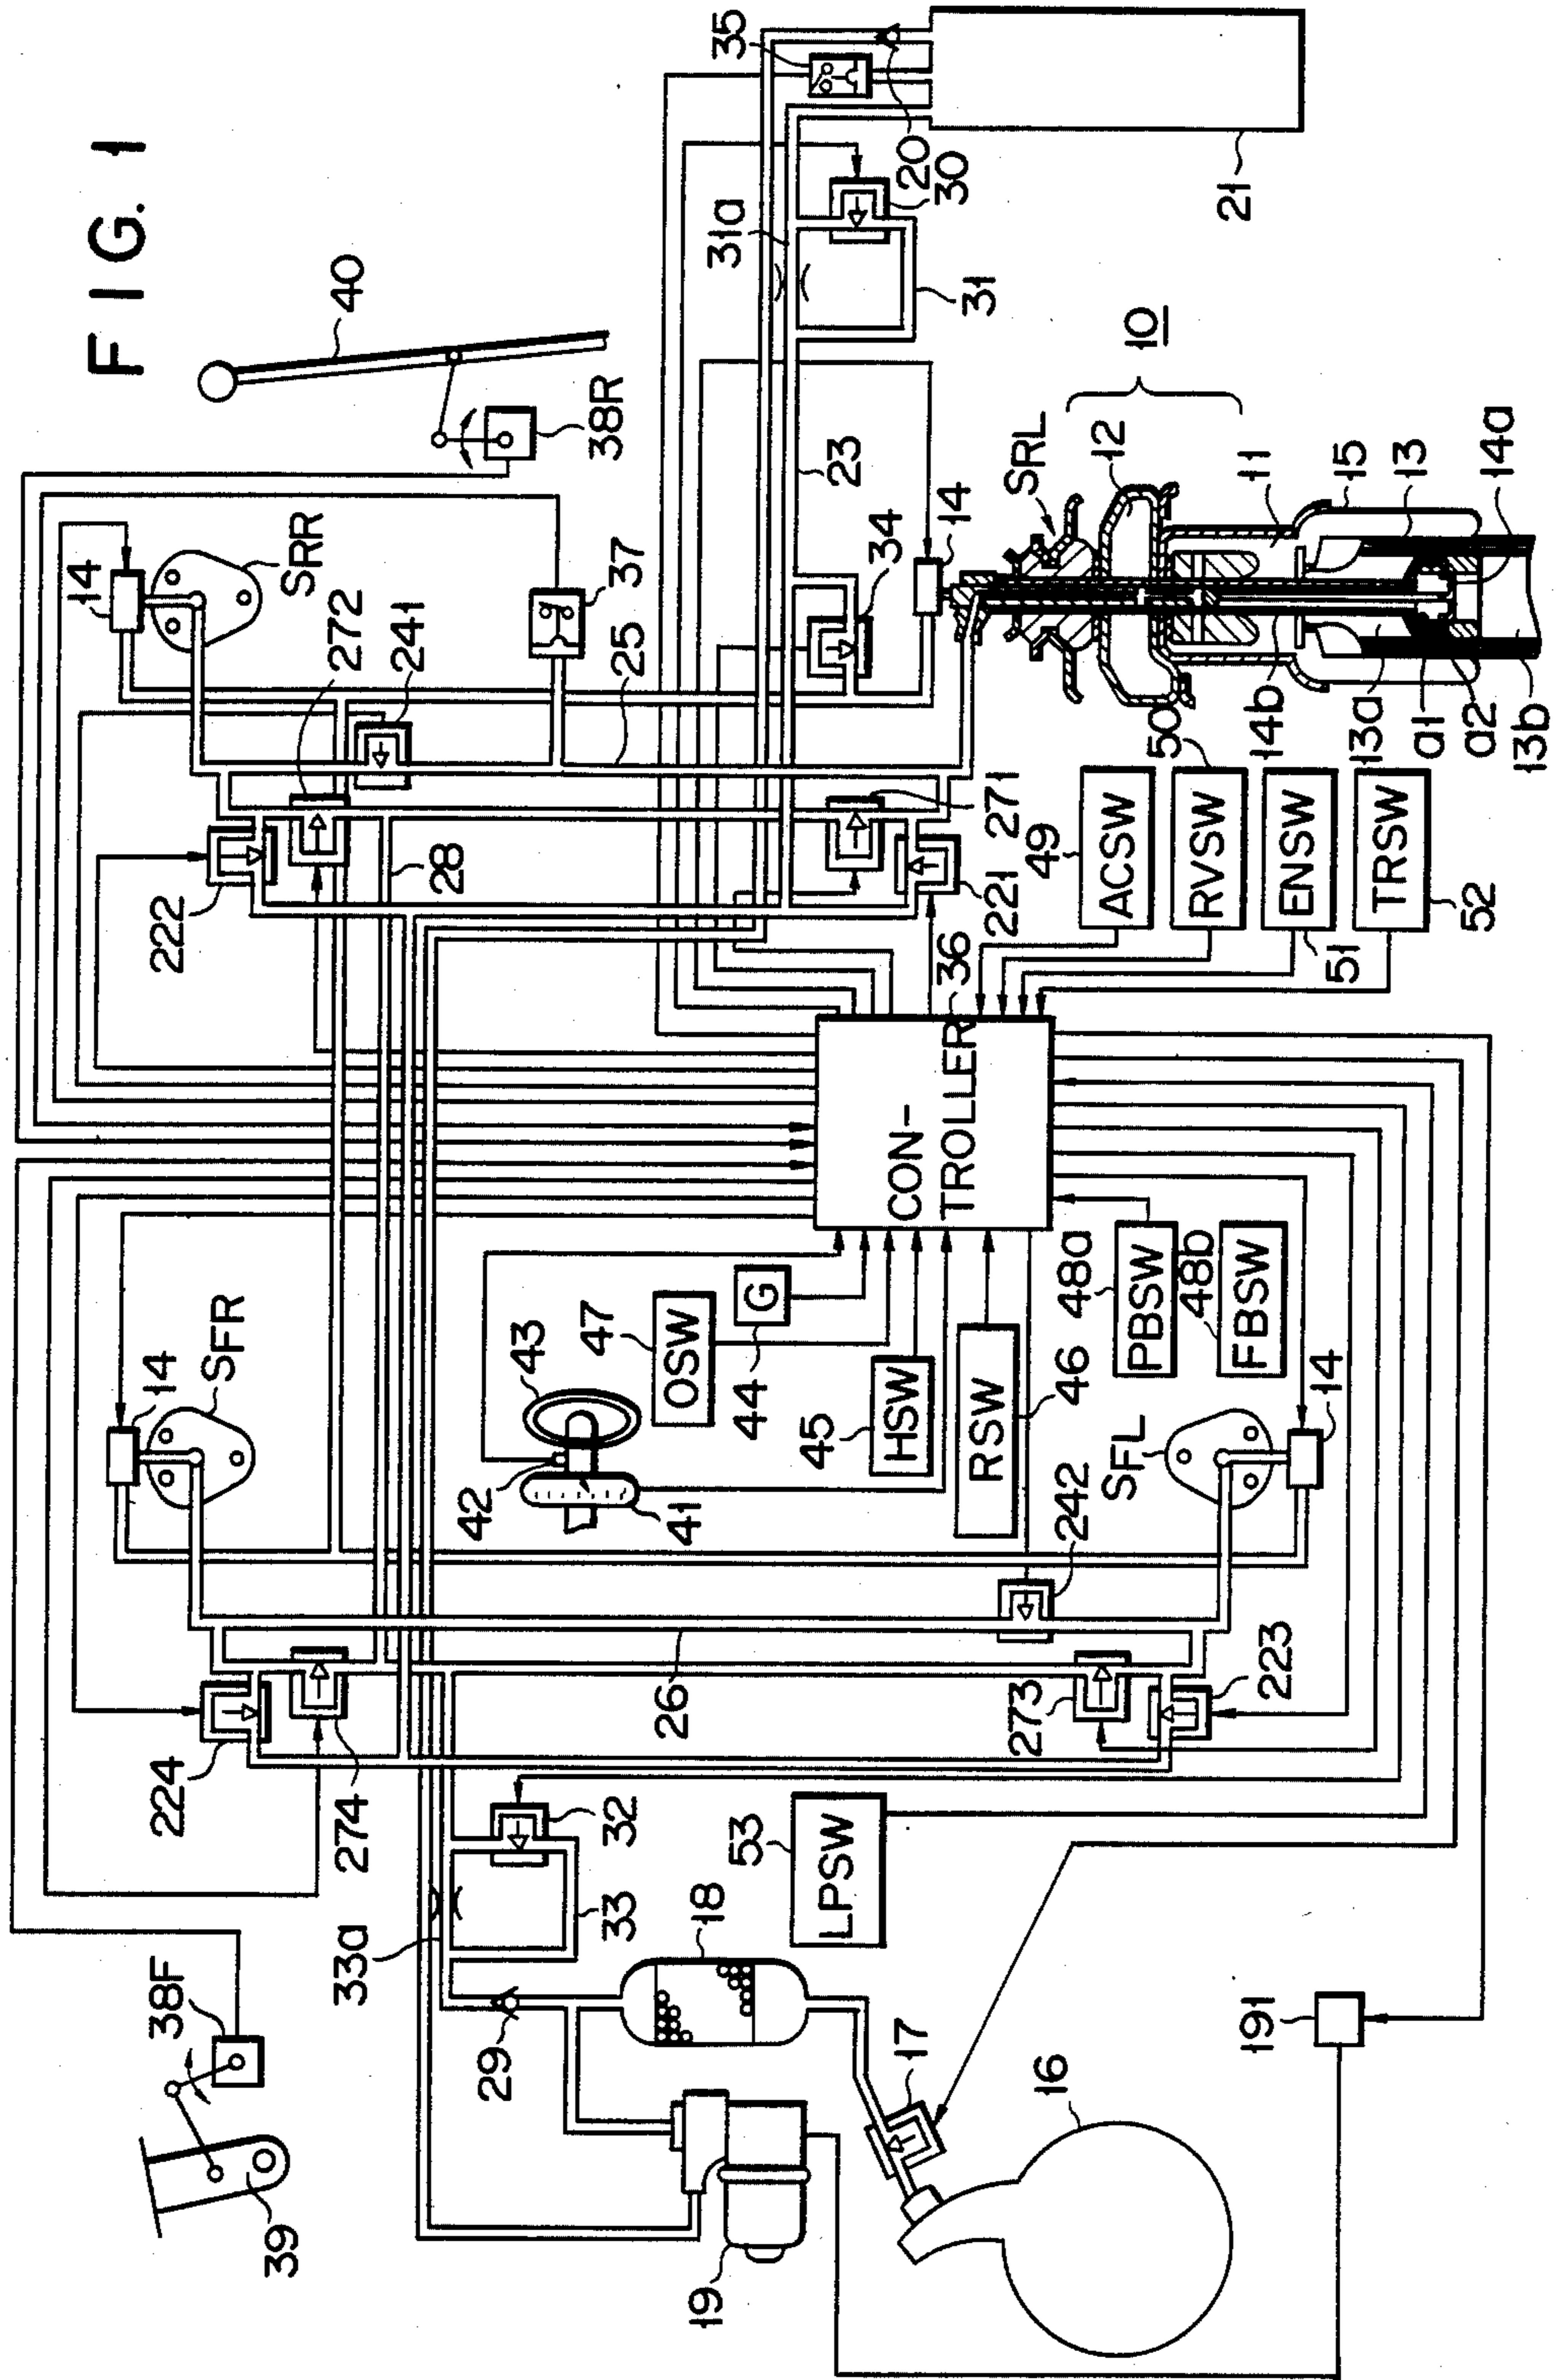 FIG. 1
40
38R
35
20
30
31a
31
21
23
14
SRR
272
241
37
25
34
14
SRL
10
12
11
15
13
14a
14b
13a
a1
a2
13b
222
28
271
221
36
49
ACSW
50
RVSW
ENSW
51
TRSW
52
CON-
TROLLER
14
SFR
43
42
41
47
OSW
44
G
45
HSW
RSW
46
48a
PBSW
48b
FBSW
242
SFL
14
26
224
274
273
223
32
33
33a
53
LPSW
38F
39
29
18
17
19
16
191